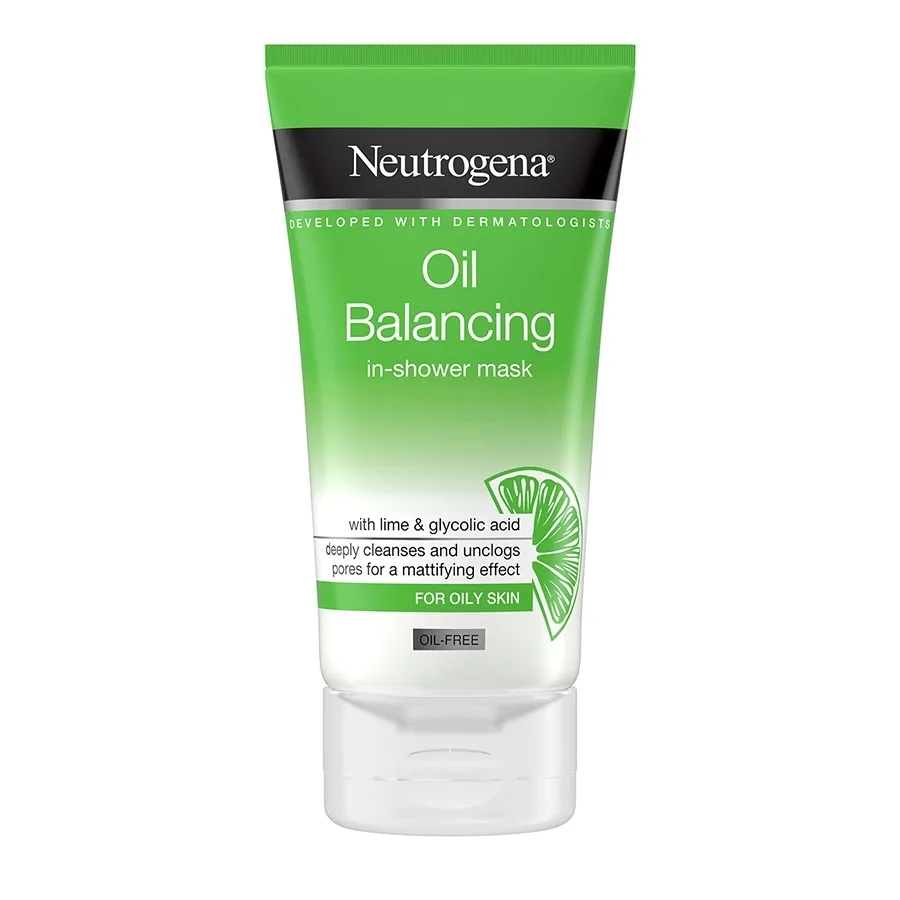 Neutrogena®
DEVELOPED WITH DERMATOLOGISTS
Oil
Balancing
in-shower mask
with lime & glycolic acid
deeply cleanses and unclogs
pores for a mattifying effect
FOR OILY SKIN
OIL-FREE